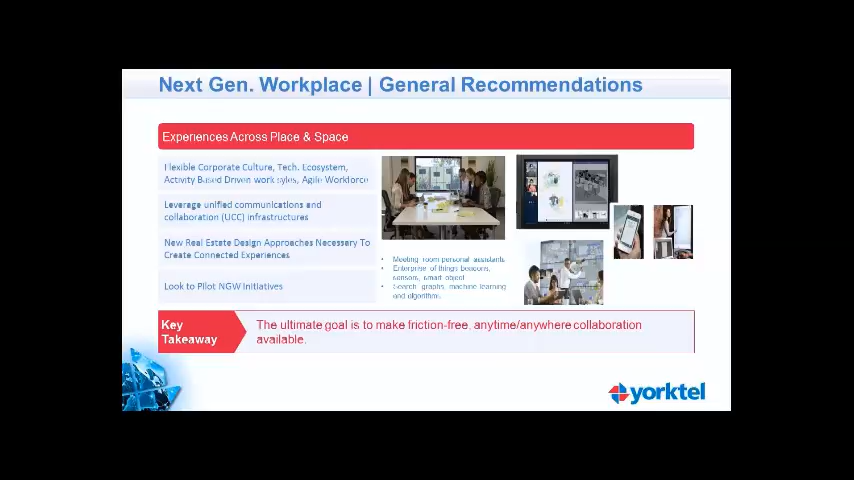 Next Gen. Workplace | General Recommendations
Experiences Across Place & Space
Flexible Corporate Culture, Tech. Ecosystem,
Activity Based Driven work syles, Agile Workforce
Leverage unified communications and
collaboration (UCC) infrastructures
New Real Estate Design Approaches Necessary To
Create Connected Experiences
Look to Pilot NGW Initiatives
• Meeting room personal assistants
• Enterprise of things beacons,
sensors, smart object
• Search graphs, machine learning
and algorithms.
Key
Takeaway
The ultimate goal is to make friction-free, anytime/anywhere collaboration
available.
yorktel